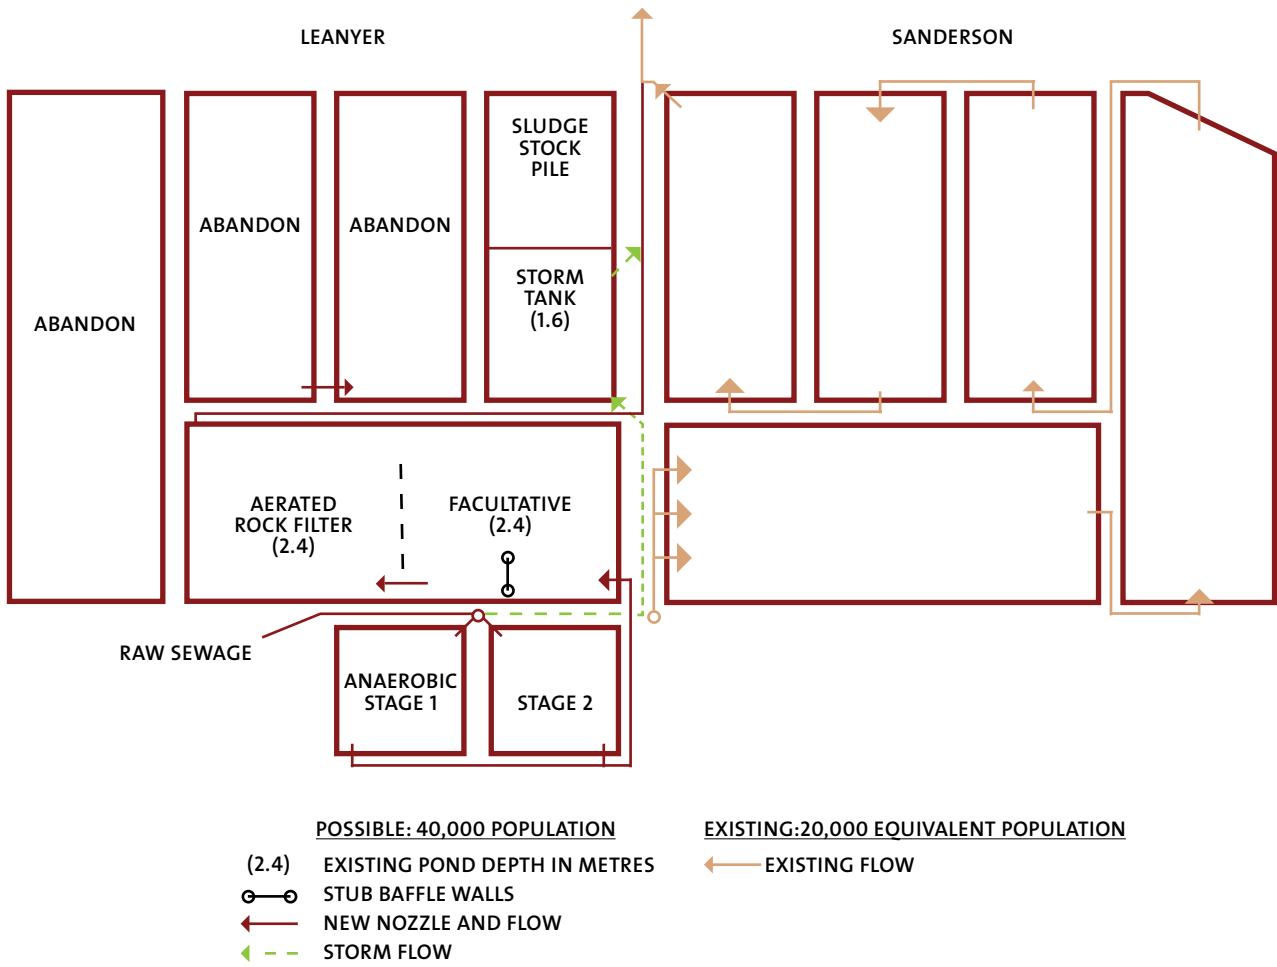 LEANYER
SANDERSON
SLUDGE
STOCK
PILE
ABANDON
ABANDON
ABANDON
STORM
TANK
(1.6)
AERATED
ROCK FILTER
(2.4)
FACULTATIVE
(2.4)
RAW SEWAGE
ANAEROBIC
STAGE 1
STAGE 2
POSSIBLE: 40,000 POPULATION
(2.4) EXISTING POND DEPTH IN METRES
STUB BAFFLE WALLS
NEW NOZZLE AND FLOW
STORM FLOW
EXISTING:20,000 EQUIVALENT POPULATION
EXISTING FLOW